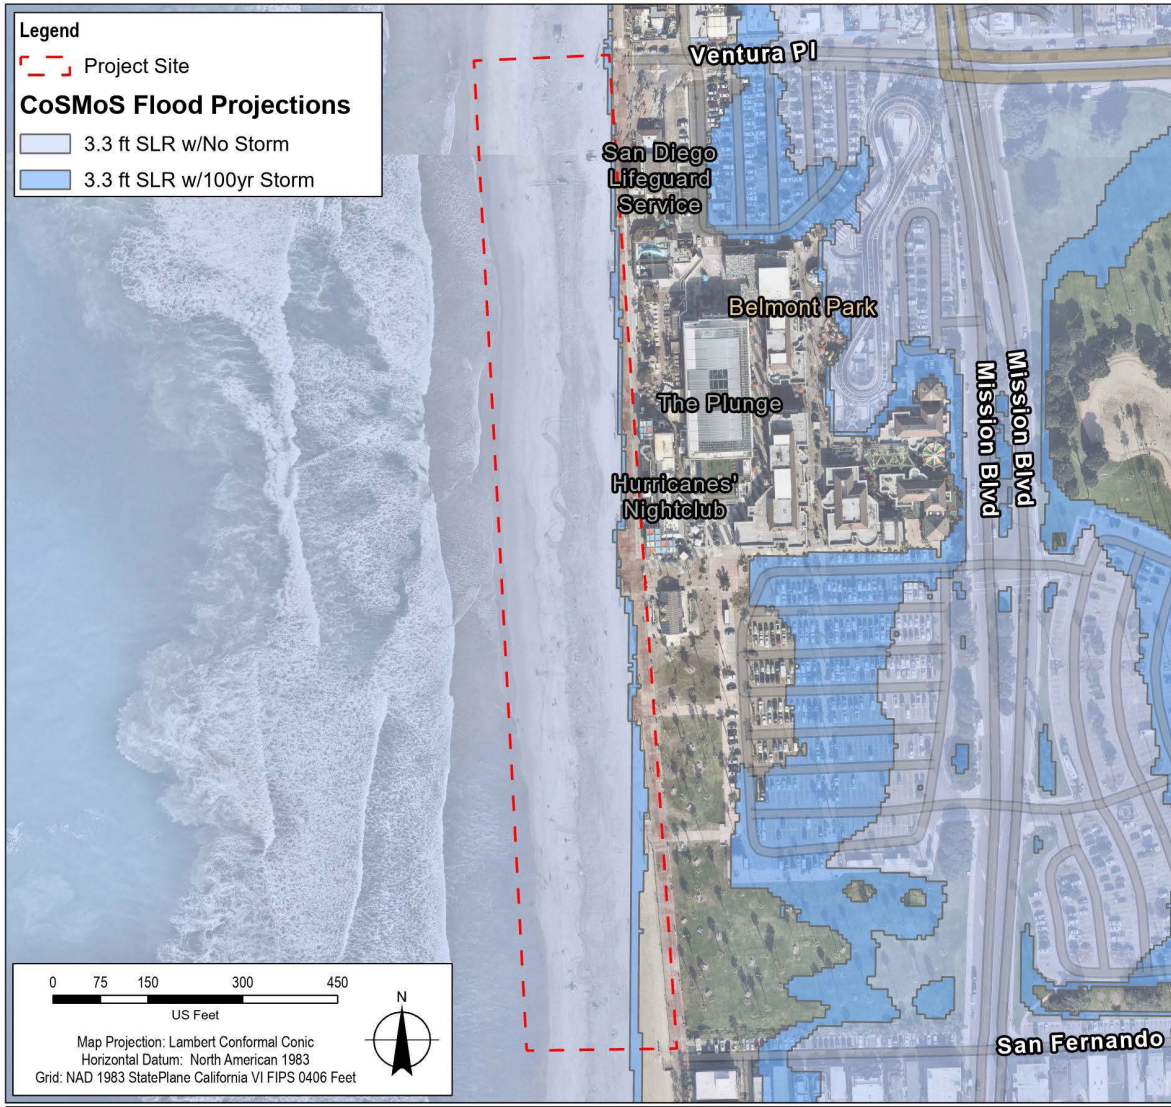 Legend
Project Site
CoSMoS Flood Projections
3.3 ft SLR w/No Storm
3.3 ft SLR w/100yr Storm
Ventura Pl
San Diego
Lifeguard
Service
Belmont Park
The Plunge
Mission Blvd
Mission Blvd
Hurricanes'
Nightclub
0 75 150 300 450
US Feet
N
Map Projection: Lambert Conformal Conic
Horizontal Datum: North American 1983
Grid: NAD 1983 StatePlane California VI FIPS 0406 Feet
San Fernando